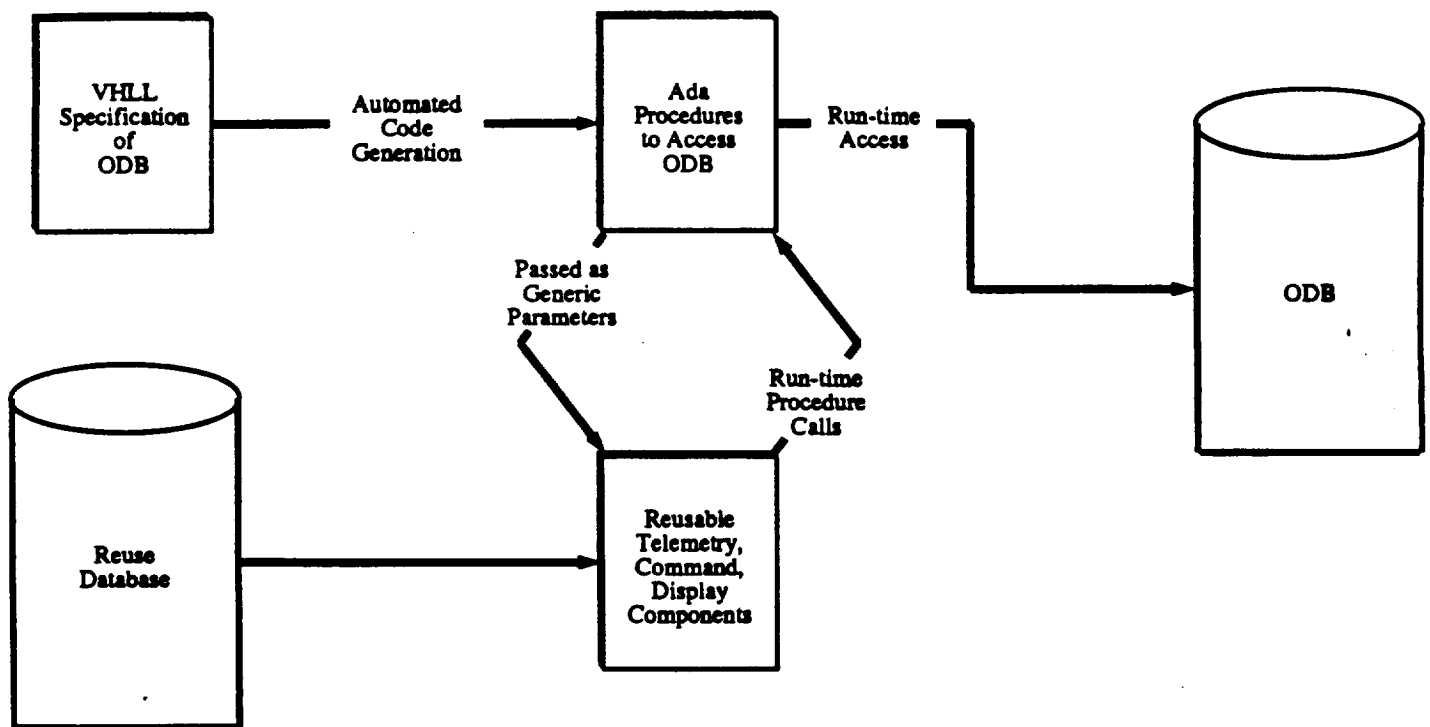 VHLL
Specification
of
ODB
Automated
Code
Generation
Ada
Procedures
to Access
ODB
Run-time
Access
ODB
Passed as
Generic
Parameters
Run-time
Procedure
Calls
Reuse
Database
Reusable
Telemetry,
Command,
Display
Components